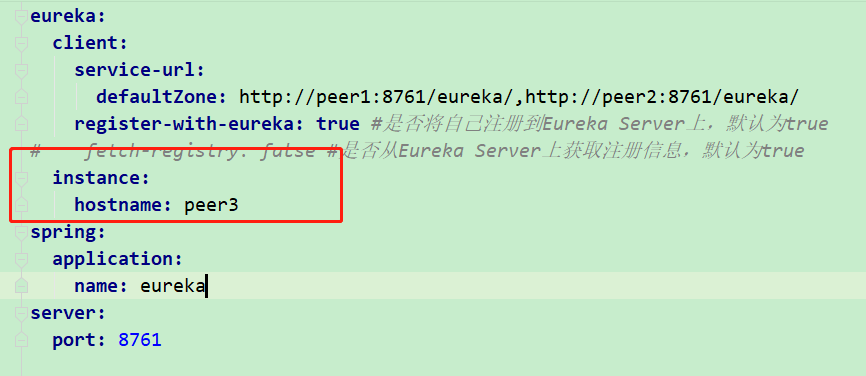 eureka:
  client:
    service-url:
      defaultZone: http://peer1:8761/eureka/,http://peer2:8761/eureka/
    register-with-eureka: true #是否将自己注册到Eureka Server上，默认为true
#    fetch-registry: false #是否从Eureka Server上获取注册信息，默认为true
  instance:
    hostname: peer3
spring:
  application:
    name: eureka
server:
  port: 8761